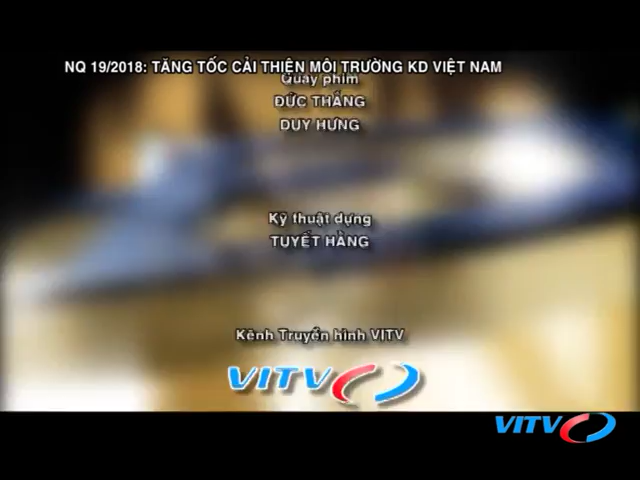 NQ 19/2018: TĂNG TỐC CẢI THIỆN MÔI TRƯỜNG KD VIỆT NAM
Quay phim
ĐỨC THẮNG
DUY HƯNG
Kỹ thuật dựng
TUYẾT HẰNG
Kênh Truyền hình VITV
VITV
VITV